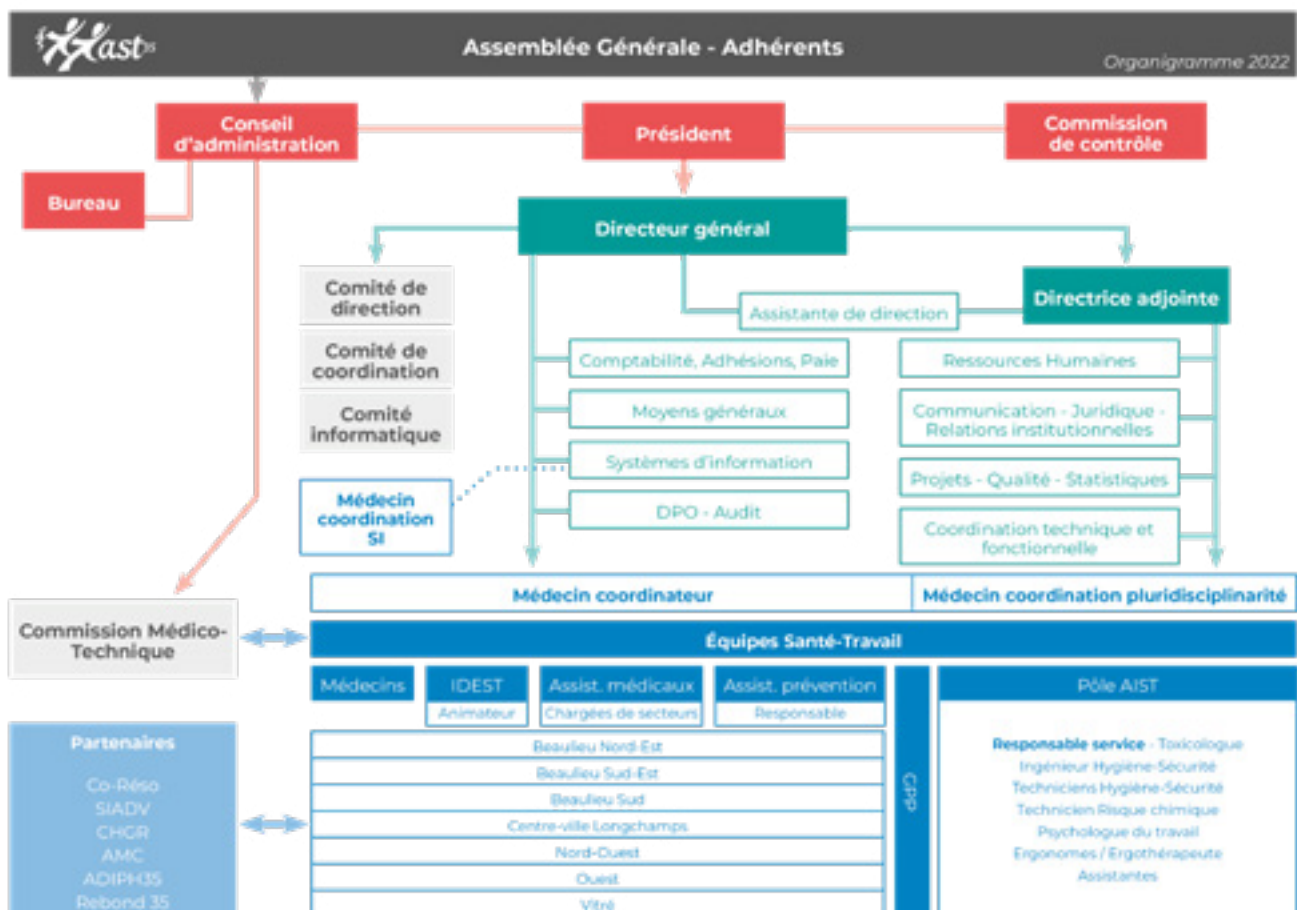 ast35
Assemblée Générale - Adhérents
Organigramme 2022
Conseil
d'administration
Président
Commission
de contrôle
Bureau
Directeur général
Comité de
direction
Assistante de direction
Directrice adjointe
Comité de
coordination
Comptabilité, Adhésions, Paie
Ressources Humaines
Comité
informatique
Moyens généraux
Communication - Juridique -
Relations institutionnelles
Systèmes d'information
Projets - Qualité - Statistiques
Médecin
coordination
SI
DPO - Audit
Coordination technique et
fonctionnelle
Médecin coordinateur
Médecin coordination pluridisciplinarité
Commission Médico-
Technique
Équipes Santé-Travail
Médecins
IDEST
Animateur
Assist. médicaux
Chargées de secteurs
Assist. prévention
Responsable
GPP
Pôle AIST
Partenaires
Co-Réso
SIADV
CHGR
AMC
ADIPH35
Rebond 35
Beaulieu Nord-Est
Beaulieu Sud-Est
Beaulieu Sud
Centre-ville Longchamps
Nord-Ouest
Ouest
Vitré
Responsable service - Toxicologue
Ingénieur Hygiène-Sécurité
Techniciens Hygiène-Sécurité
Technicien Risque chimique
Psychologue du travail
Ergonomes / Ergothérapeute
Assistantes